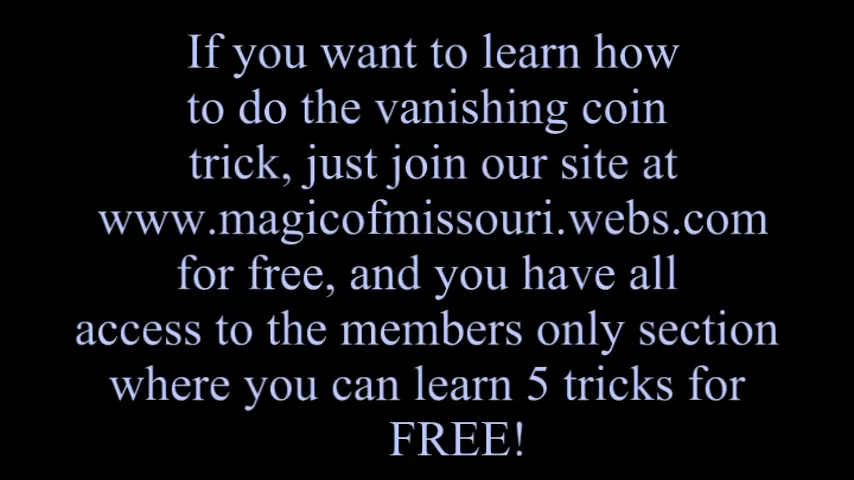 If you want to learn how
to do the vanishing coin
trick, just join our site at
www.magicofmissouri.webs.com
for free, and you have all
access to the members only section
where you can learn 5 tricks for
FREE!